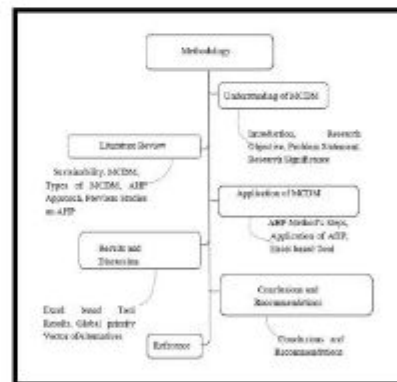 Methodology
Understanding of MCDM
Introduction, Research
Objective, Problem Statement
Research Significance
Literature Review
Sustainability, MCDM,
Types of MCDM, AHP
Approach, Previous Studies
on AHP
Application of MCDM
AHP Method's Steps,
Application of AHP,
Excel based Tool
Results and
Discussion
Excel based Tool
Results, Global priority
Vector of Alternatives
Conclusions and
Recommendations
Conclusions and
Recommendations
Reference